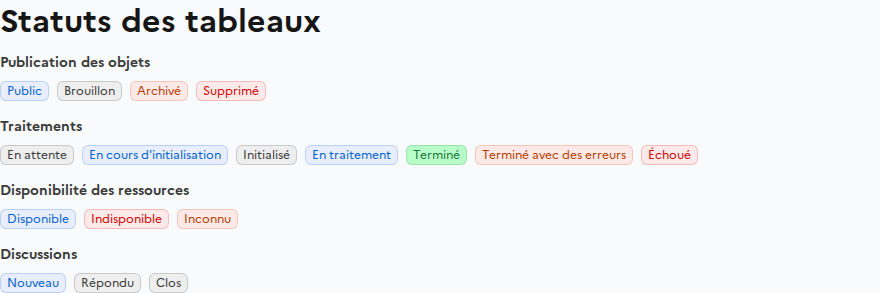 Statuts des tableaux
Publication des objets
Public Brouillon Archivé Supprimé
Traitements
En attente En cours d'initialisation Initialisé En traitement Terminé Terminé avec des erreurs Échoué
Disponibilité des ressources
Disponible Indisponible Inconnu
Discussions
Nouveau Répondu Clos